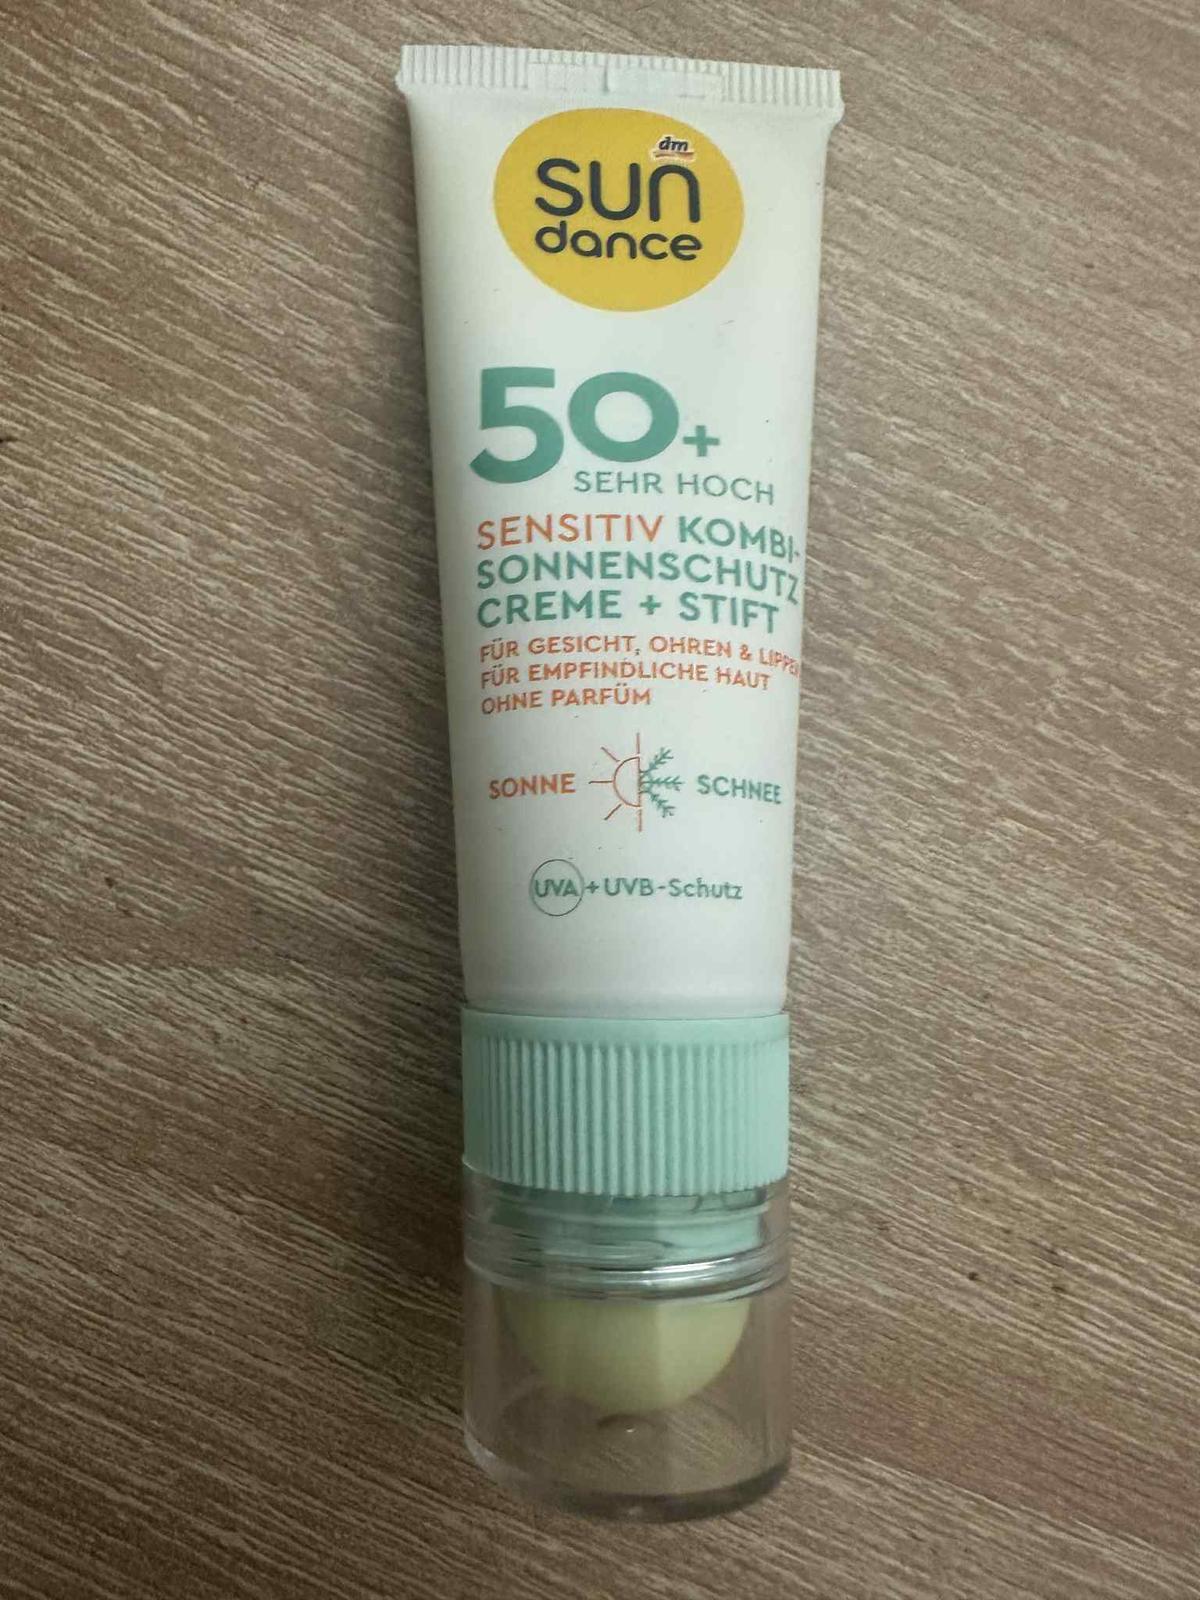 dm
sun
dance
50+
SEHR HOCH
SENSITIV KOMBI-
SONNENSCHUTZ
CREME + STIFT
FÜR GESICHT, OHREN & LIPPEN
FÜR EMPFINDLICHE HAUT
OHNE PARFÜM
SONNE SCHNEE
UVA+UVB-Schutz